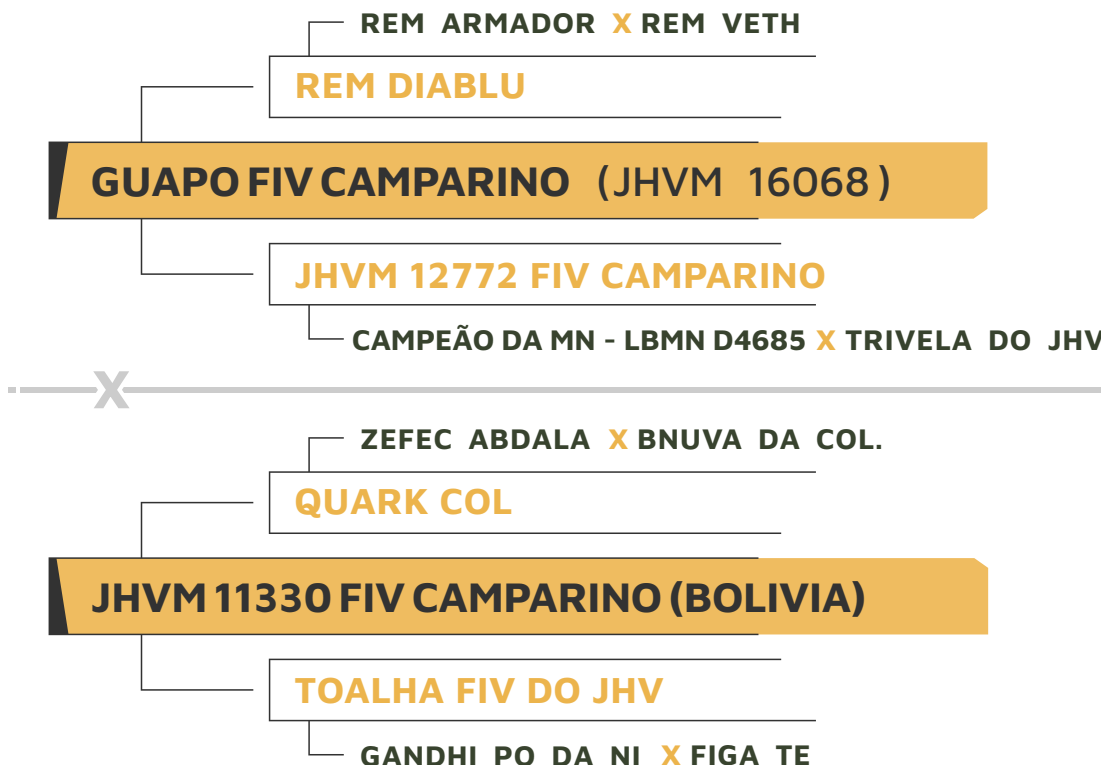 REM ARMADOR X REM VETH
REM DIABLU
GUAPO FIV CAMPARINO (JHVM 16068)
JHVM 12772 FIV CAMPARINO
CAMPEÃO DA MN - LBMN D4685 X TRIVELA DO JHV
X
ZEFEC ABDALA X BNUVA DA COL.
QUARK COL
JHVM 11330 FIV CAMPARINO (BOLIVIA)
TOALHA FIV DO JHV
GANDHI PO DA NI X FIGA TE